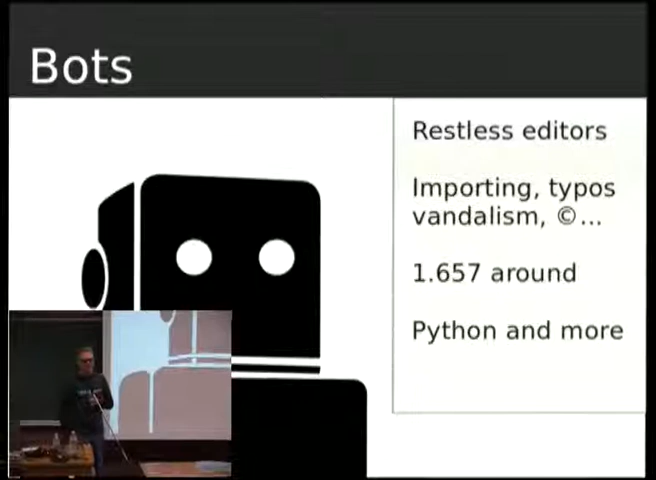 Bots
Restless editors
Importing, typos
vandalism, ©...
1.657 around
Python and more